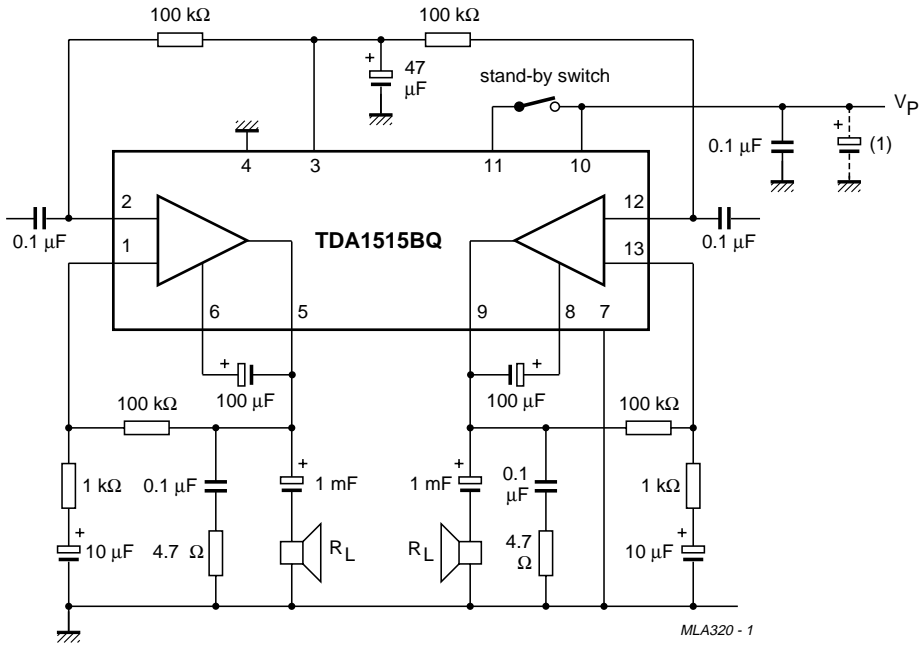 100 kΩ
100 kΩ
+
47
μF
stand-by switch
VP
4
3
11
10
0.1 μF
+
(1)
2
12
0.1 μF
TDA1515BQ
0.1 μF
1
13
6
5
9
8
7
+
100 μF
+
100 μF
100 kΩ
100 kΩ
1 kΩ
0.1 μF
+
1 mF
+
1 mF
0.1
μF
1 kΩ
+
10 μF
4.7 Ω
RL
RL
4.7
Ω
+
10 μF
MLA320 - 1